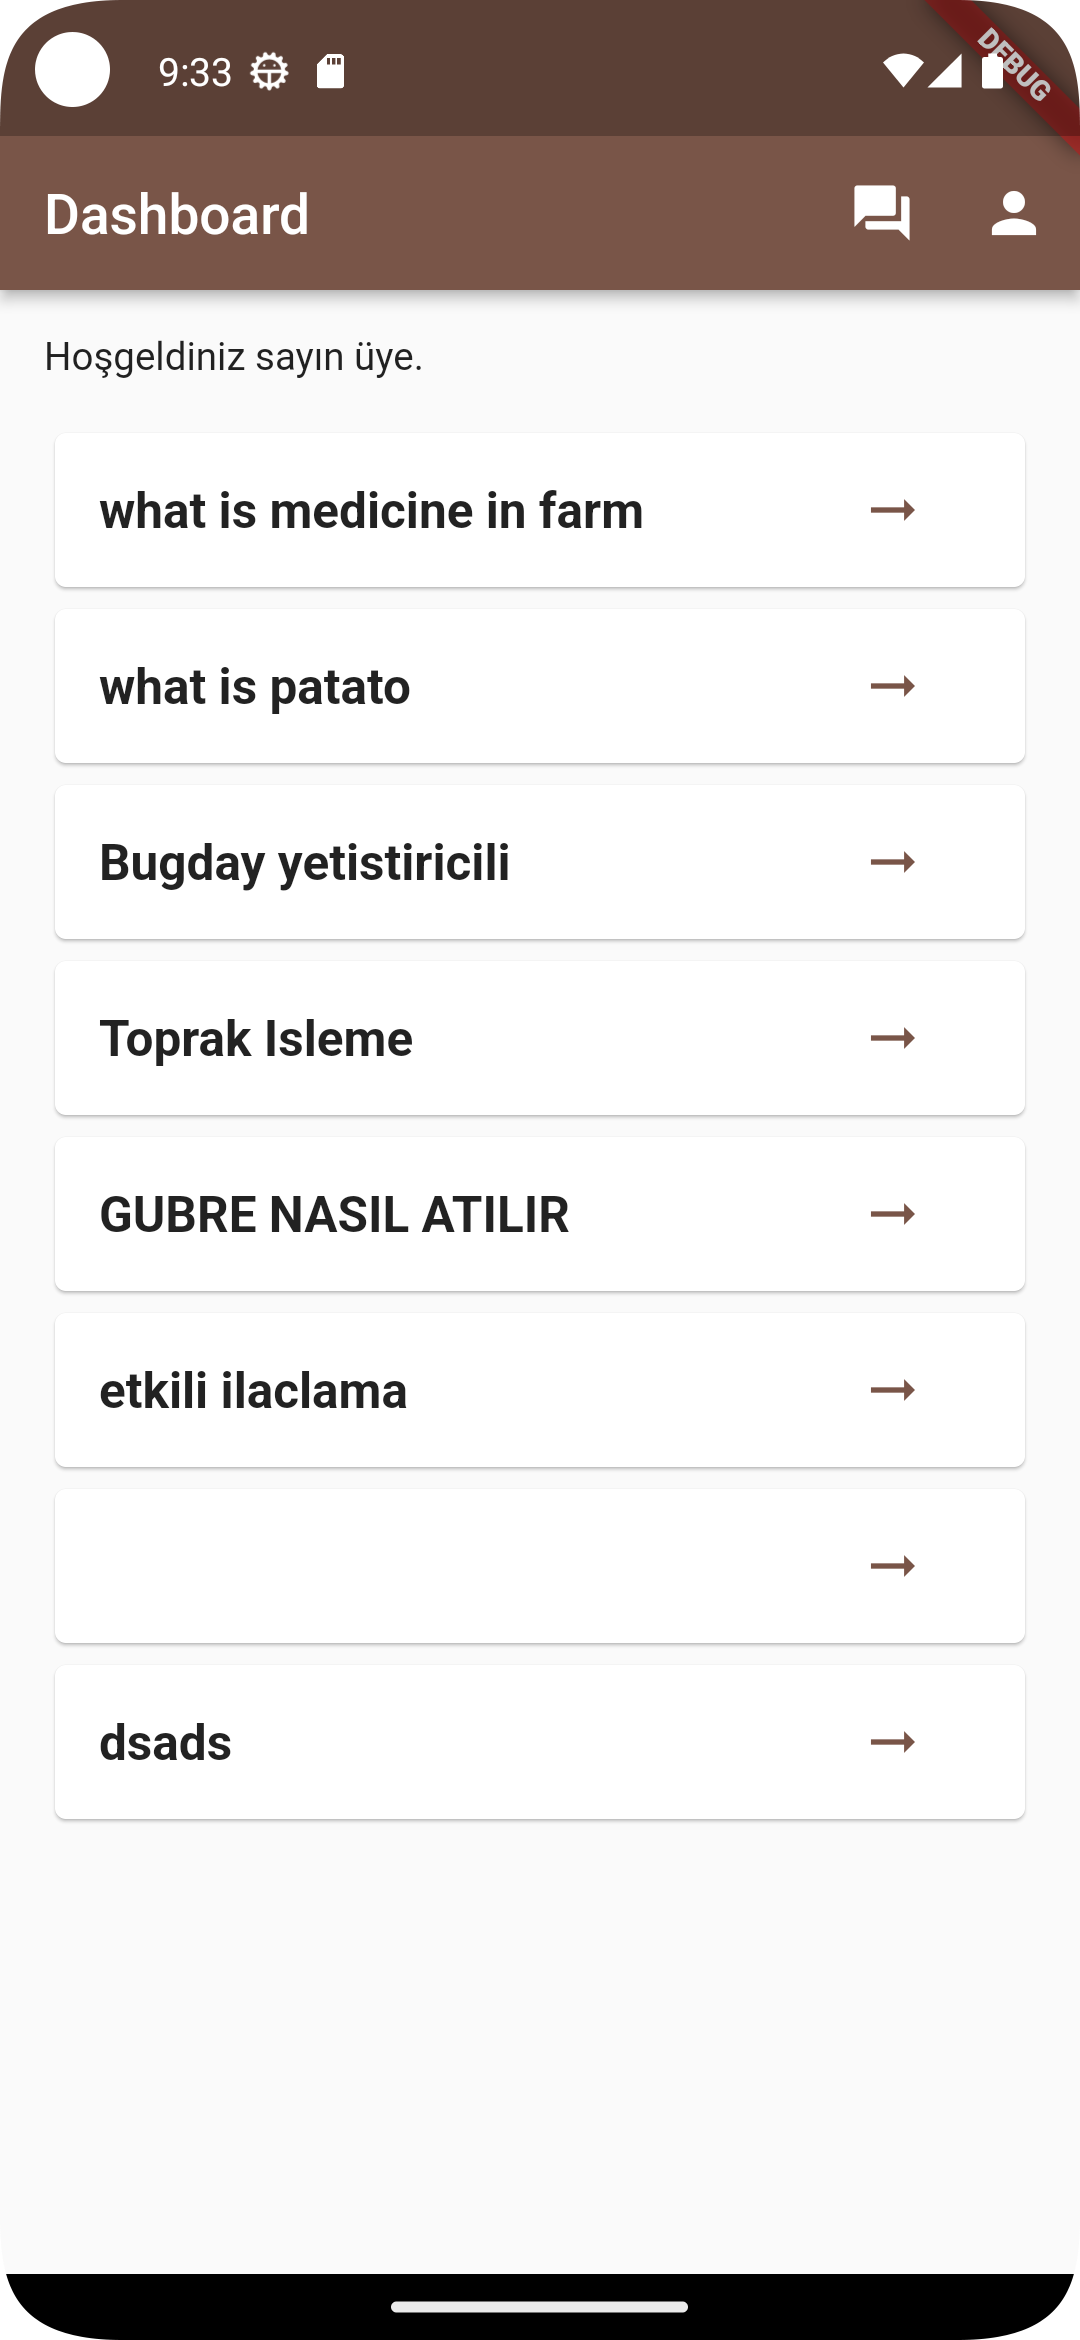 9:33
DEBUG
Dashboard
Hoşgeldiniz sayın üye.
what is medicine in farm
what is patato
Bugday yetistiricili
Toprak Isleme
GUBRE NASIL ATILIR
etkili ilaclama
dsads